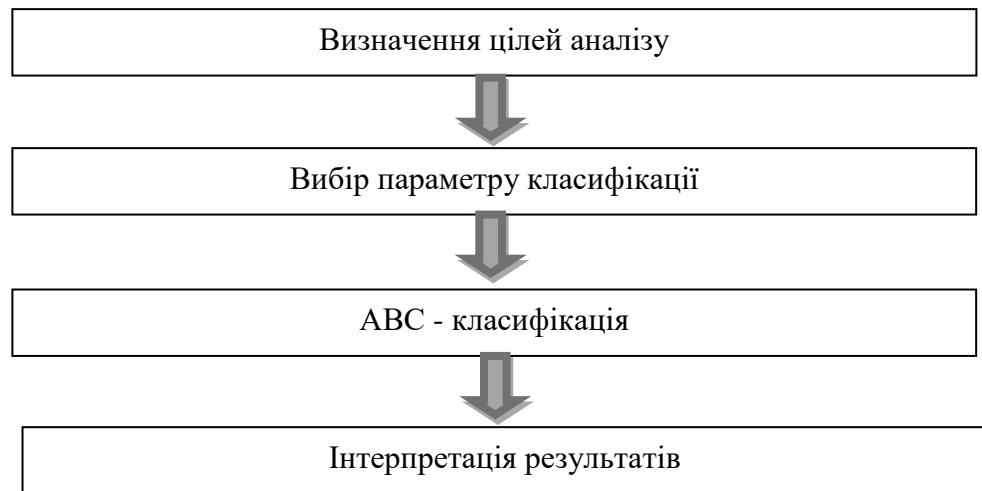 Визначення цілей аналізу
Вибір параметру класифікації
АВС - класифікація
Інтерпретація результатів